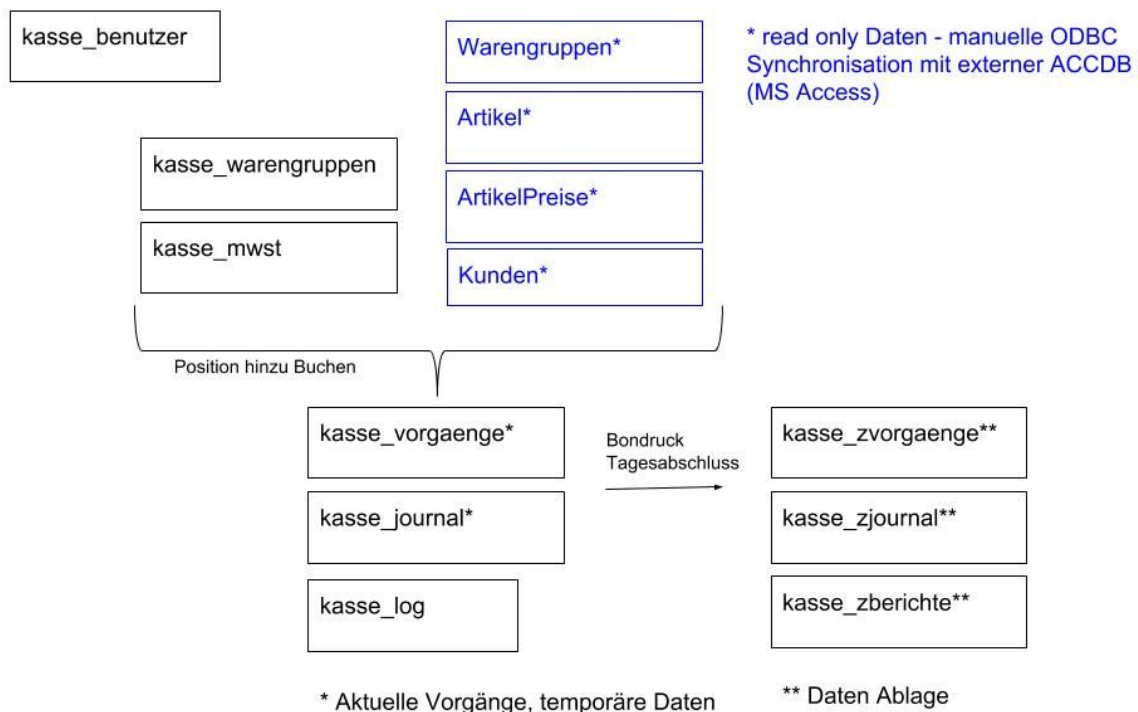 kasse_benutzer
Warengruppen*
* read only Daten - manuelle ODBC
Synchronisation mit externer ACCDB
(MS Access)
Artikel*
kasse_warengruppen
ArtikelPreise*
kasse_mwst
Kunden*
Position hinzu Buchen
kasse_vorgaenge*
Bondruck
Tagesabschluss
kasse_zvorgaenge**
kasse_journal*
kasse_zjournal**
kasse_log
kasse_zberichte**
* Aktuelle Vorgänge, temporäre Daten
** Daten Ablage